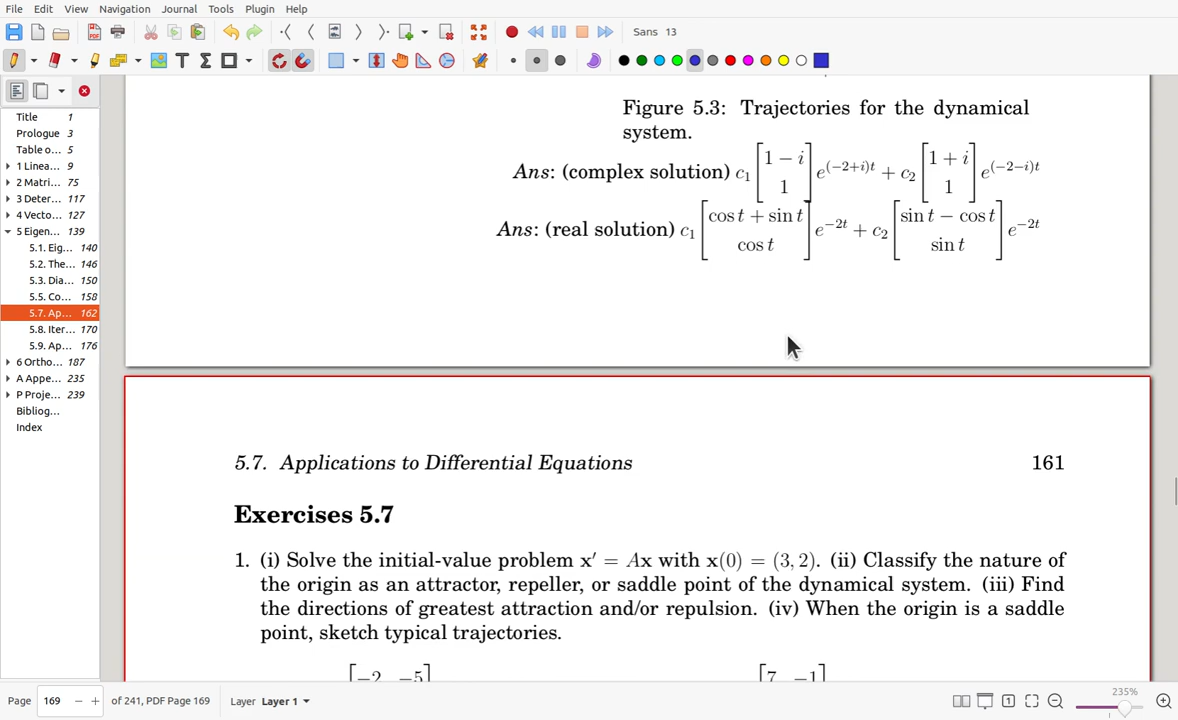 File Edit View Navigation Journal Tools Plugin Help
Sans 13
Title 1
Prologue 3
Table o... 5
1 Linea... 9
2 Matri... 75
3 Deter... 117
4 Vecto... 127
5 Eigen... 139
5.1. Eig... 140
5.2. The... 146
5.3. Dia... 150
5.5. Co... 158
5.7. Ap... 162
5.8. Iter... 170
5.9. Ap... 176
6 Ortho... 187
A Appe... 235
P Proje... 239
Bibliog...
Index
Figure 5.3: Trajectories for the dynamical
system.
Ans: (complex solution) c₁ [1 − i; 1] e^(−2+i)t + c₂ [1 + i; 1] e^(−2−i)t
Ans: (real solution) c₁ [cos t + sin t; cos t] e^−2t + c₂ [sin t − cos t; sin t] e^−2t
5.7. Applications to Differential Equations 161
Exercises 5.7
1. (i) Solve the initial-value problem x′ = Ax with x(0) = (3, 2). (ii) Classify the nature of
the origin as an attractor, repeller, or saddle point of the dynamical system. (iii) Find
the directions of greatest attraction and/or repulsion. (iv) When the origin is a saddle
point, sketch typical trajectories.
[−2 −5] [7 −1]
Page 169 − + of 241, PDF Page 169 Layer Layer 1 235%